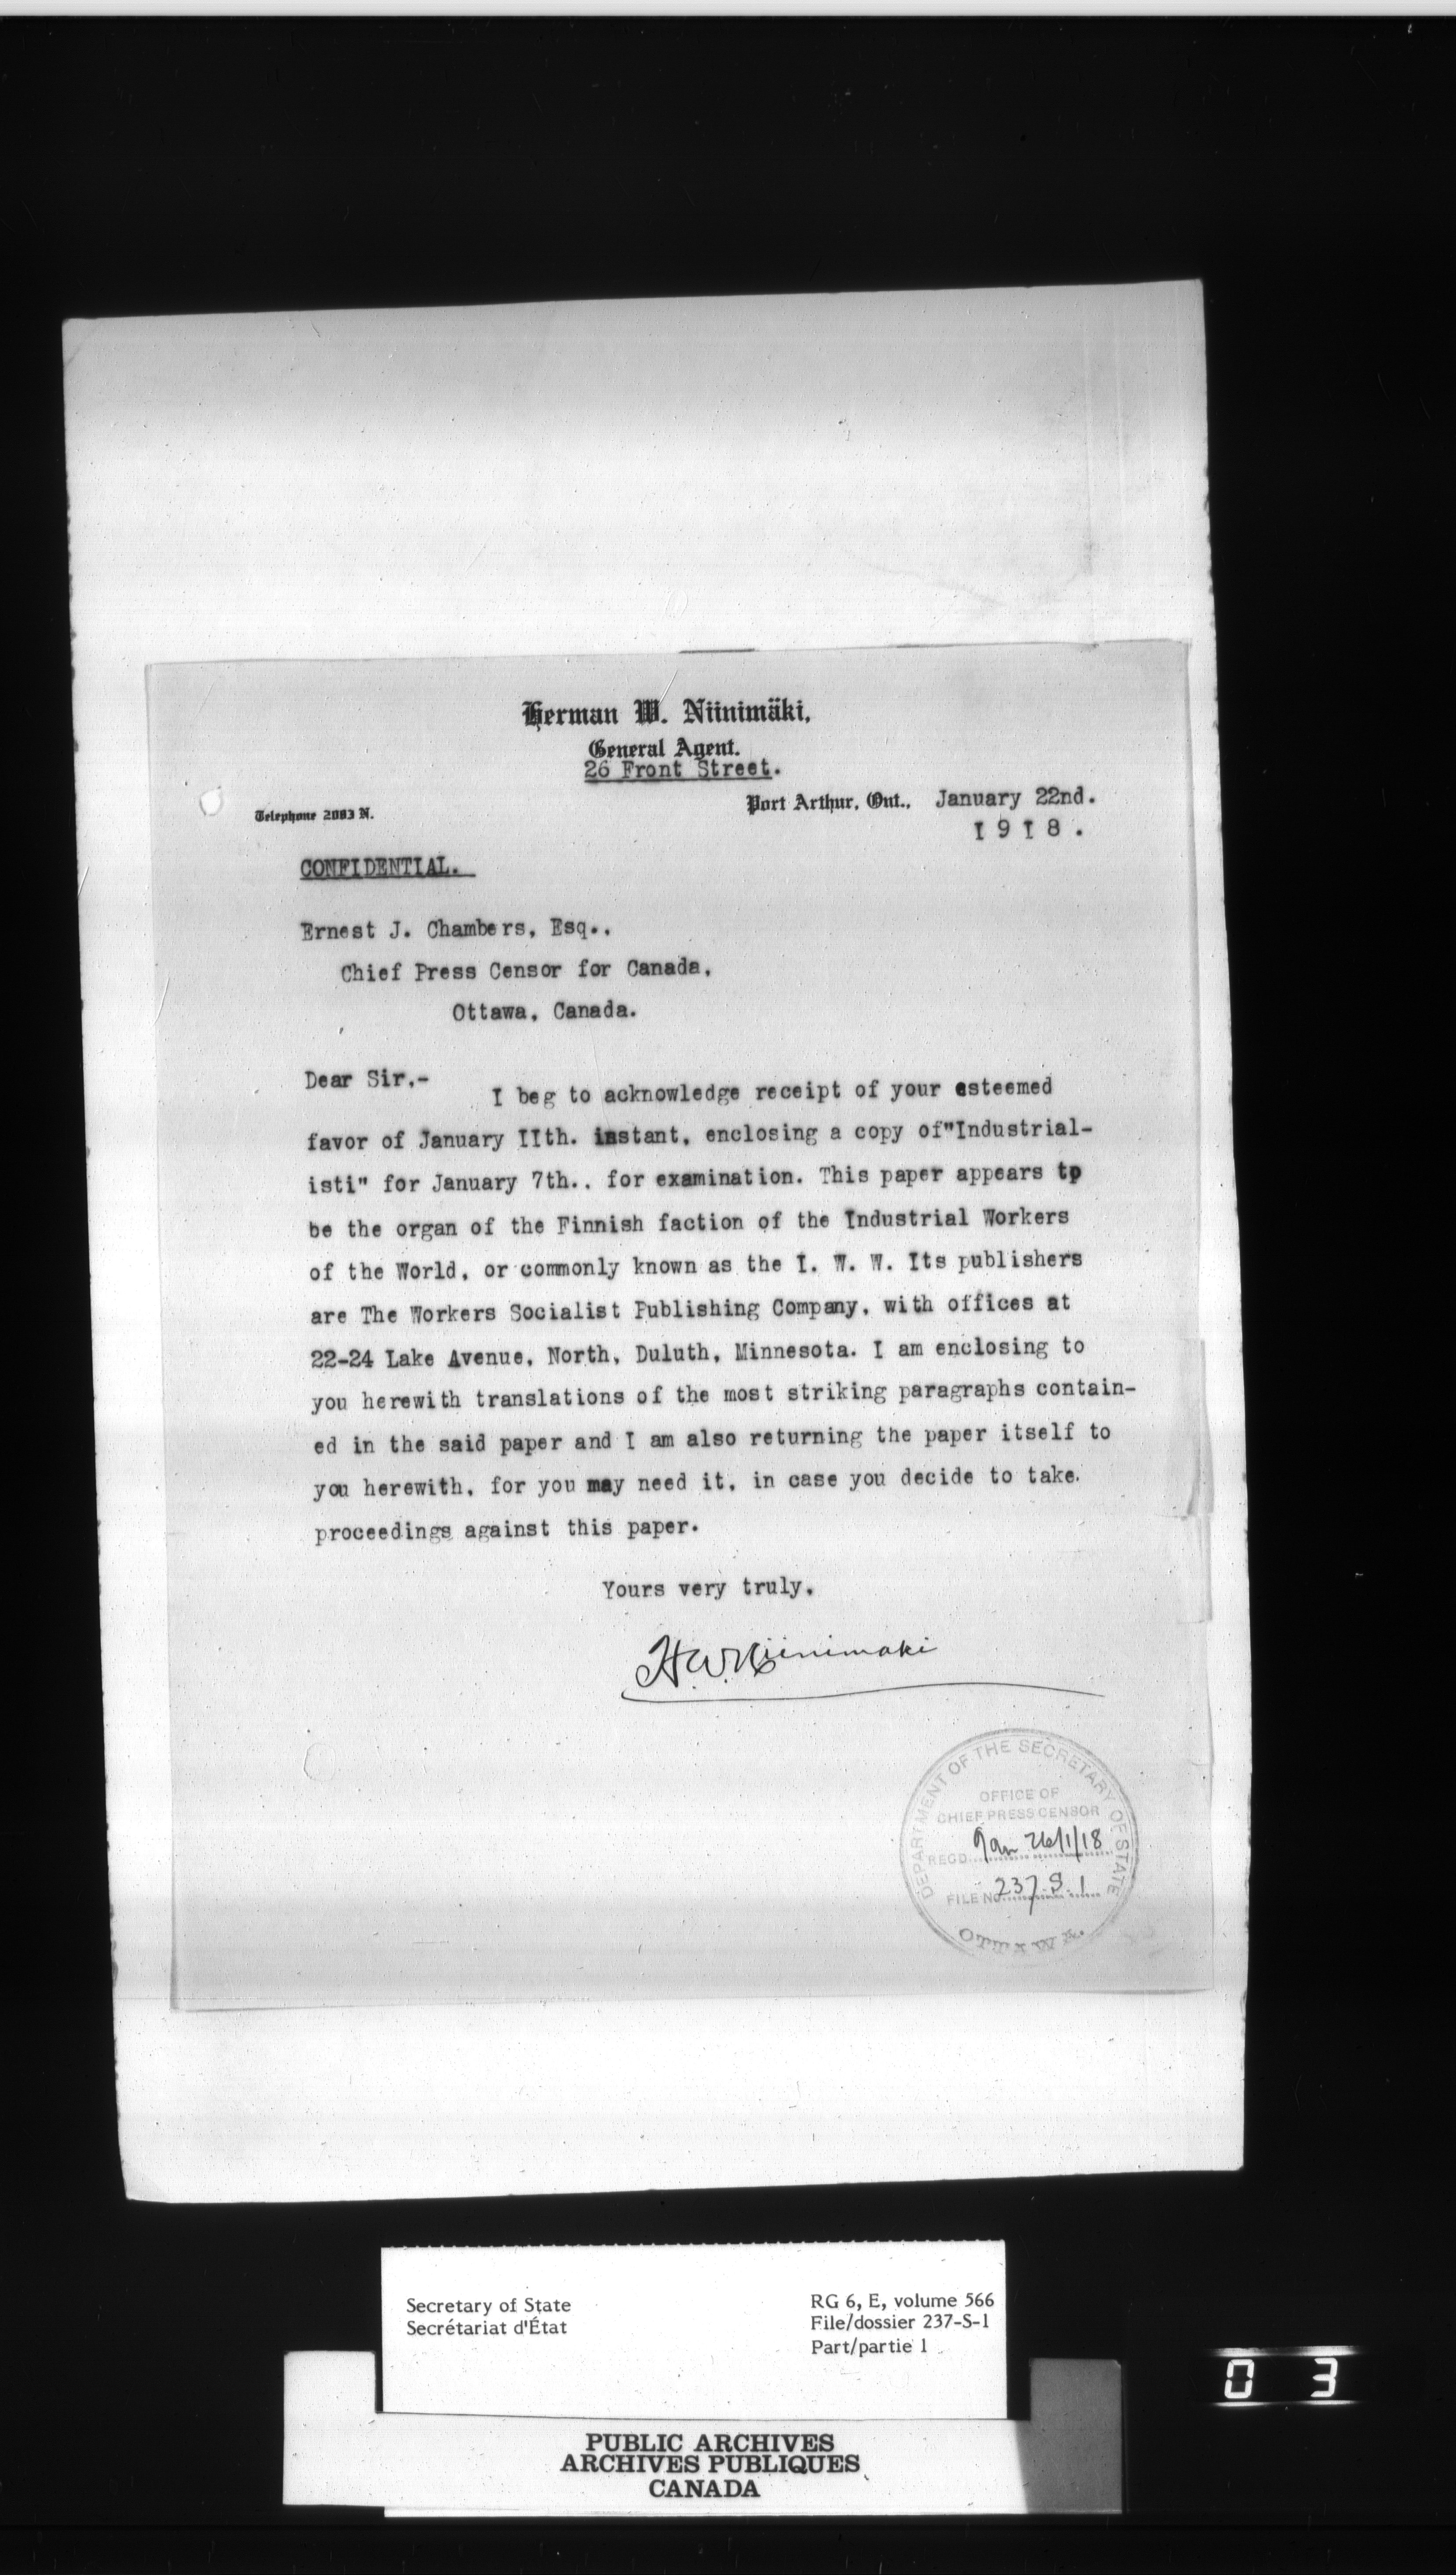 Herman W. Niinimäki,
General Agent.
26 Front Street.
Telephone 2003 N.
Port Arthur, Ont., January 22nd.
I9I8.
CONFIDENTIAL.
Ernest J. Chambers, Esq.,
Chief Press Censor for Canada,
Ottawa, Canada.
Dear Sir,-
I beg to acknowledge receipt of your esteemed
favor of January IIth. instant, enclosing a copy of"Industrial-
isti" for January 7th., for examination. This paper appears to
be the organ of the Finnish faction of the Industrial Workers
of the World, or commonly known as the I. W. W. Its publishers
are The Workers Socialist Publishing Company, with offices at
22-24 Lake Avenue, North, Duluth, Minnesota. I am enclosing to
you herewith translations of the most striking paragraphs contain-
ed in the said paper and I am also returning the paper itself to
you herewith, for you may need it, in case you decide to take
proceedings against this paper.
Yours very truly,
H.W.Niinimaki
DEPARTMENT OF THE SECRETARY OF STATE
OFFICE OF
CHIEF PRESS CENSOR
REGD Jan 26/1/18
FILE NO 237.S.1
OTTAWA.
Secretary of State
Secrétariat d'État
RG 6, E, volume 566
File/dossier 237-S-1
Part/partie 1
PUBLIC ARCHIVES
ARCHIVES PUBLIQUES
CANADA
0 3